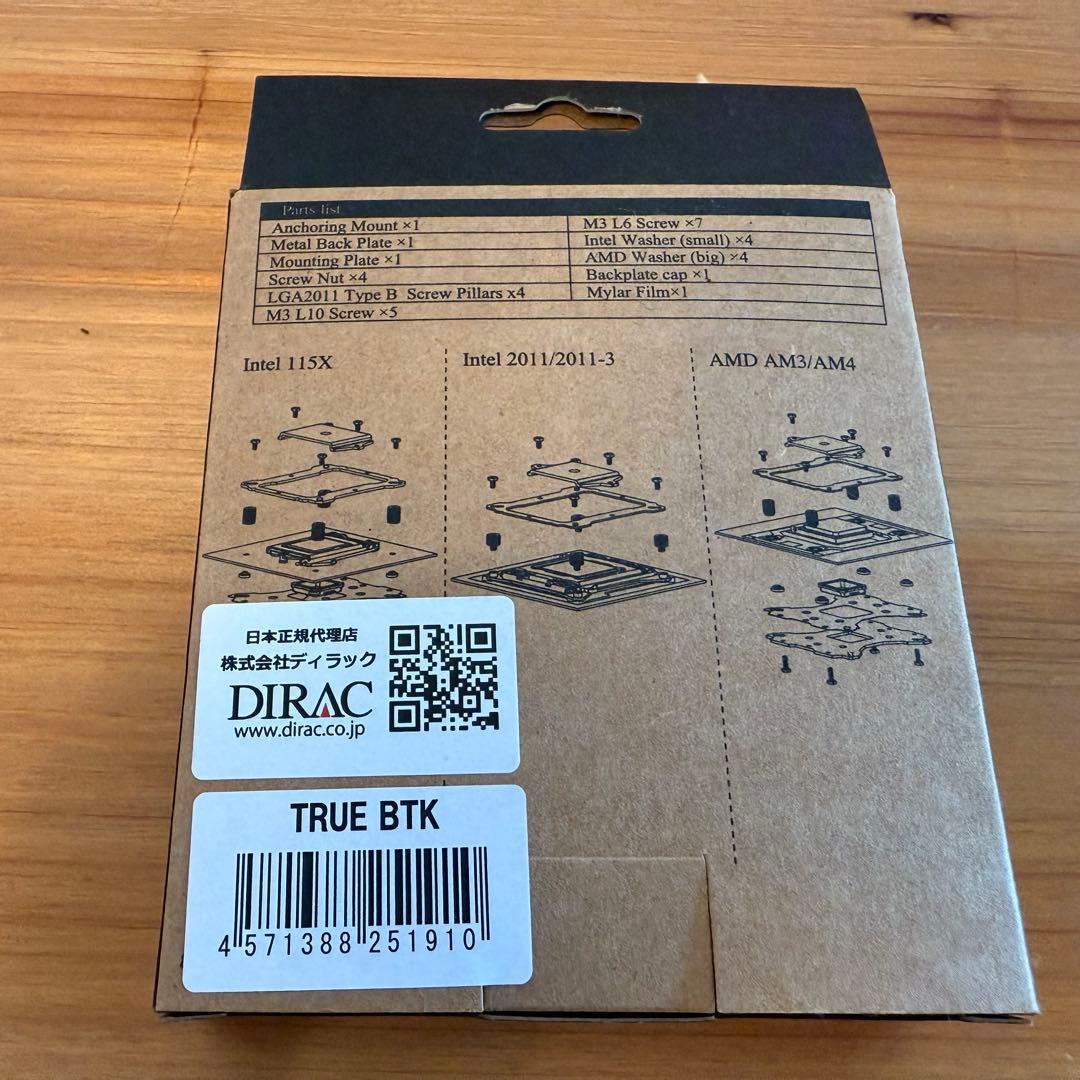 Parts list
Anchoring Mount ×1
Metal Back Plate ×1
Mounting Plate ×1
Screw Nut ×4
LGA2011 Type B Screw Pillars x4
M3 L10 Screw ×5
M3 L6 Screw ×7
Intel Washer (small) ×4
AMD Washer (big) ×4
Backplate cap ×1
Mylar Film×1
Intel 115X
Intel 2011/2011-3
AMD AM3/AM4
日本正規代理店
株式会社ディラック
DIRAC
www.dirac.co.jp
TRUE BTK
4 571388 251910